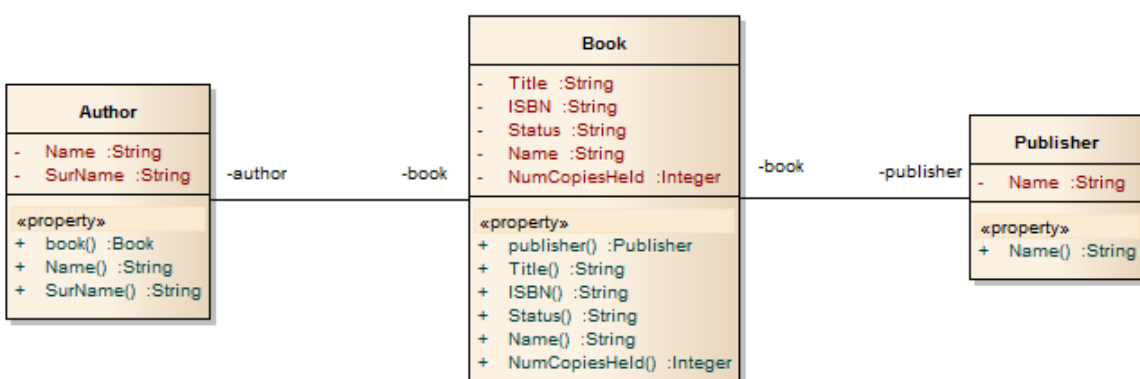 Author
- Name :String
- SurName :String
«property»
+ book() :Book
+ Name() :String
+ SurName() :String
-author
-book
Book
- Title :String
- ISBN :String
- Status :String
- Name :String
- NumCopiesHeld :Integer
«property»
+ publisher() :Publisher
+ Title() :String
+ ISBN() :String
+ Status() :String
+ Name() :String
+ NumCopiesHeld() :Integer
-book
-publisher
Publisher
- Name :String
«property»
+ Name() :String